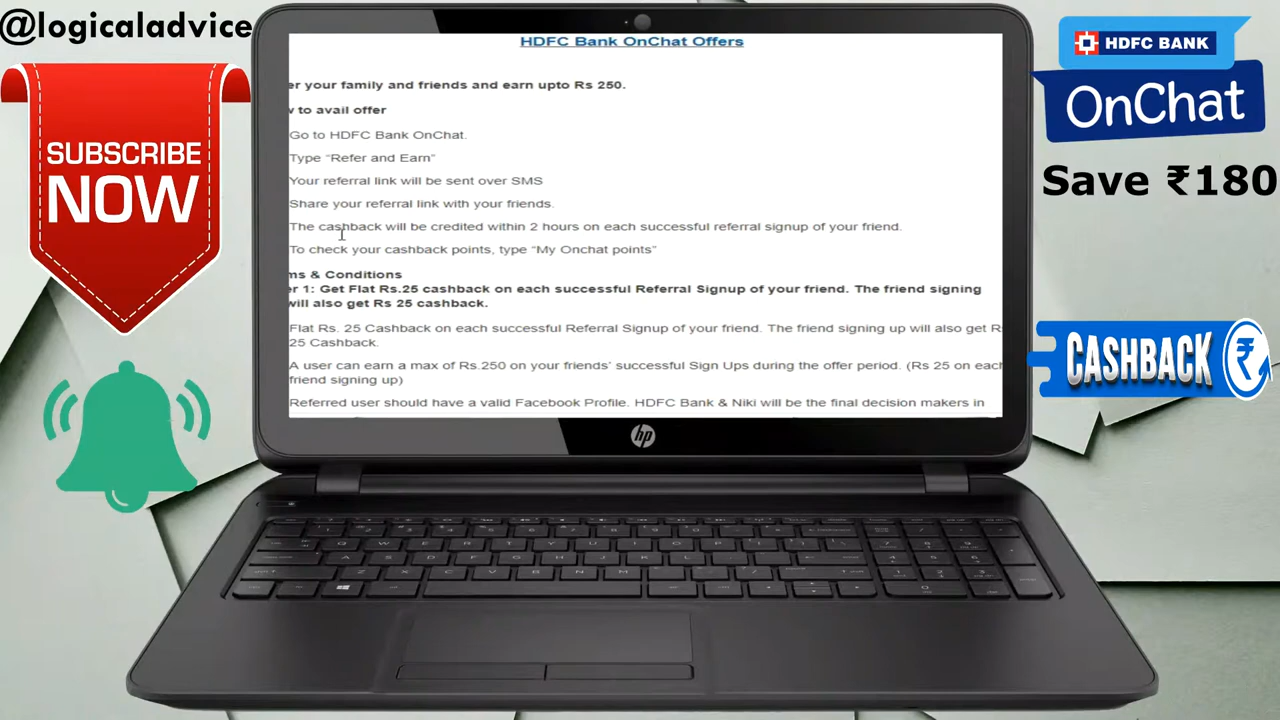 @logicaladvice
SUBSCRIBE
NOW
HDFC Bank OnChat Offers
er your family and friends and earn upto Rs 250.
v to avail offer
Go to HDFC Bank OnChat.
Type “Refer and Earn”
Your referral link will be sent over SMS
Share your referral link with your friends.
The cashback will be credited within 2 hours on each successful referral signup of your friend.
To check your cashback points, type “My Onchat points”
ms & Conditions
er 1: Get Flat Rs.25 cashback on each successful Referral Signup of your friend. The friend signing
will also get Rs 25 cashback.
Flat Rs. 25 Cashback on each successful Referral Signup of your friend. The friend signing up will also get R
25 Cashback.
A user can earn a max of Rs.250 on your friends’ successful Sign Ups during the offer period. (Rs 25 on each
friend signing up)
Referred user should have a valid Facebook Profile. HDFC Bank & Niki will be the final decision makers in
hp
HDFC BANK
OnChat
Save ₹180
CASHBACK ₹